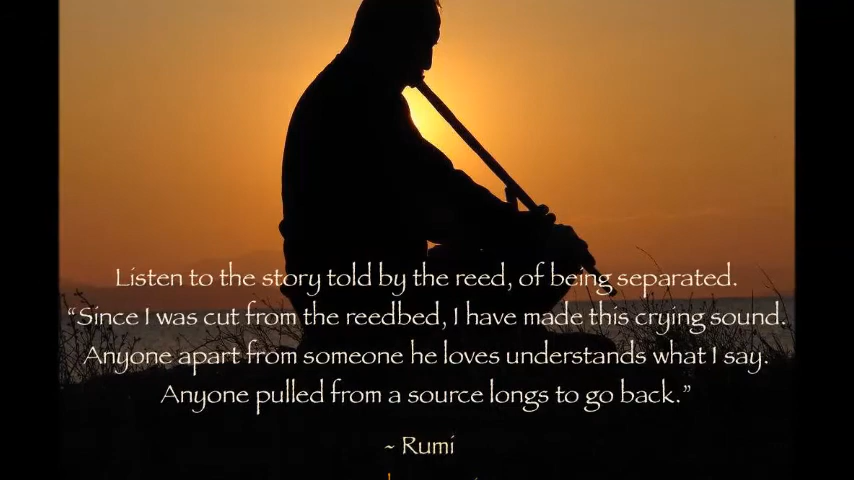 Listen to the story told by the reed, of being separated.
“Since I was cut from the reedbed, I have made this crying sound.
Anyone apart from someone he loves understands what I say.
Anyone pulled from a source longs to go back.”
~ Rumi